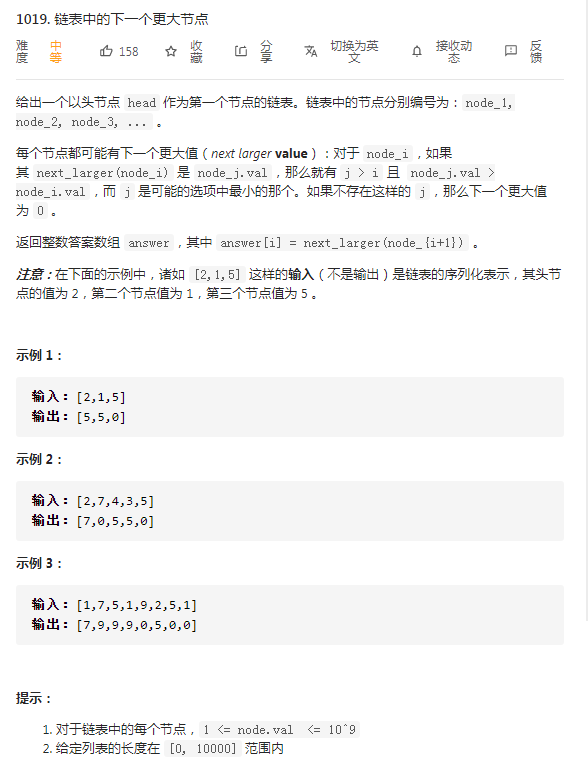 1019. 链表中的下一个更大节点
难度 中等 158 收藏 分享 切换为英文 接收动态 反馈
给出一个以头节点 head 作为第一个节点的链表。链表中的节点分别编号为：node_1,
node_2, node_3, ... 。
每个节点都可能有下一个更大值（next larger value）：对于 node_i ，如果
其 next_larger(node_i) 是 node_j.val ，那么就有 j > i 且 node_j.val >
node_i.val ，而 j 是可能的选项中最小的那个。如果不存在这样的 j ，那么下一个更大值
为 0 。
返回整数答案数组 answer ，其中 answer[i] = next_larger(node_{i+1}) 。
注意：在下面的示例中，诸如 [2,1,5] 这样的输入（不是输出）是链表的序列化表示，其头节
点的值为 2，第二个节点值为 1，第三个节点值为 5 。
示例 1：
输入：[2,1,5]
输出：[5,5,0]
示例 2：
输入：[2,7,4,3,5]
输出：[7,0,5,5,0]
示例 3：
输入：[1,7,5,1,9,2,5,1]
输出：[7,9,9,9,0,5,0,0]
提示：
1. 对于链表中的每个节点，1 <= node.val <= 10^9
2. 给定列表的长度在 [0, 10000] 范围内